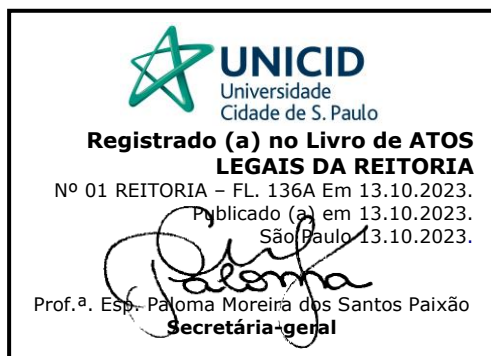 UNICID
Universidade
Cidade de S. Paulo
Registrado (a) no Livro de ATOS
LEGAIS DA REITORIA
Nº 01 REITORIA – FL. 136A Em 13.10.2023.
Publicado (a) em 13.10.2023.
São Paulo 13.10.2023.
Paloma
Prof.ª. Esp. Paloma Moreira dos Santos Paixão
Secretária-geral